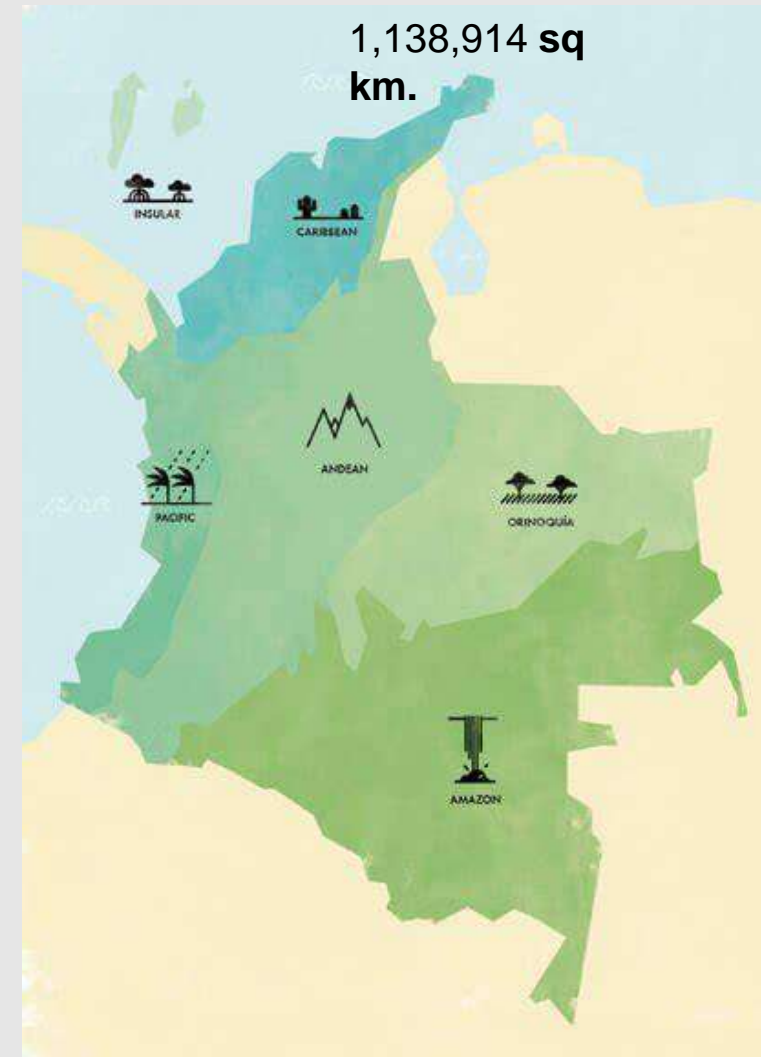 1,138,914 sq
km.
INSULAR
CARIBBEAN
ANDEAN
PACIFIC
ORINOQUÍA
AMAZON